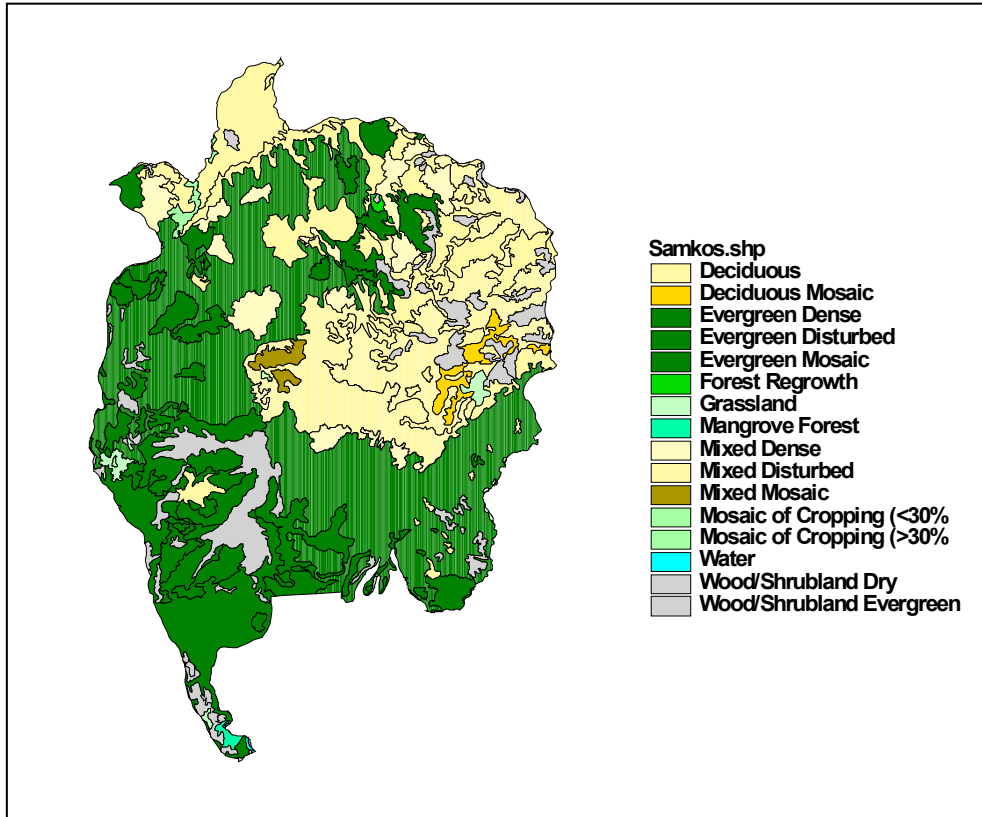 Samkos.shp
Deciduous
Deciduous Mosaic
Evergreen Dense
Evergreen Disturbed
Evergreen Mosaic
Forest Regrowth
Grassland
Mangrove Forest
Mixed Dense
Mixed Disturbed
Mixed Mosaic
Mosaic of Cropping (<30%
Mosaic of Cropping (>30%
Water
Wood/Shrubland Dry
Wood/Shrubland Evergreen